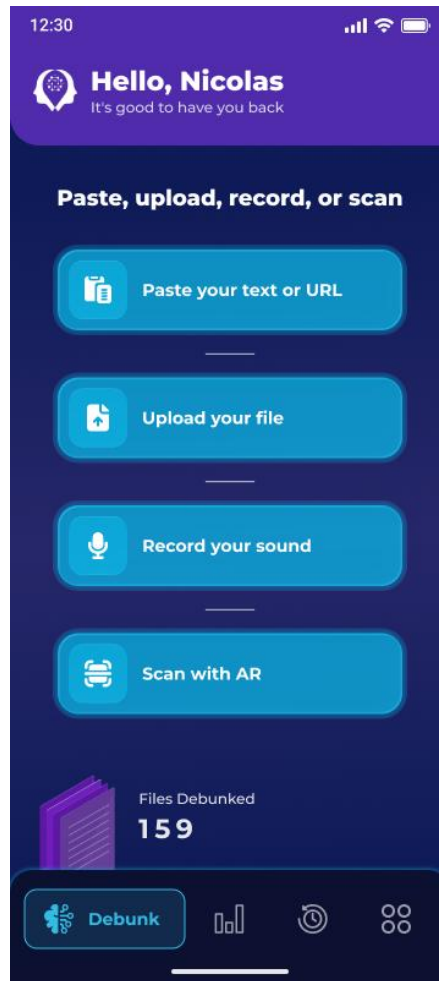 12:30
Hello, Nicolas
It's good to have you back
Paste, upload, record, or scan
Paste your text or URL
Upload your file
Record your sound
Scan with AR
Files Debunked
159
Debunk